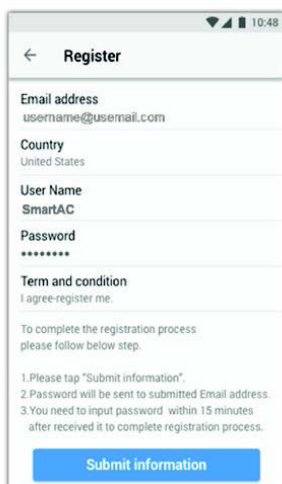 10:48
Register
Email address
username@usemail.com
Country
United States
User Name
SmartAC
Password
••••••••
Term and condition
I agree-register me.
To complete the registration process
please follow below step.
1.Please tap "Submit information".
2.Password will be sent to submitted Email address.
3.You need to input password within 15 minutes
after received it to complete registration process.
Submit information